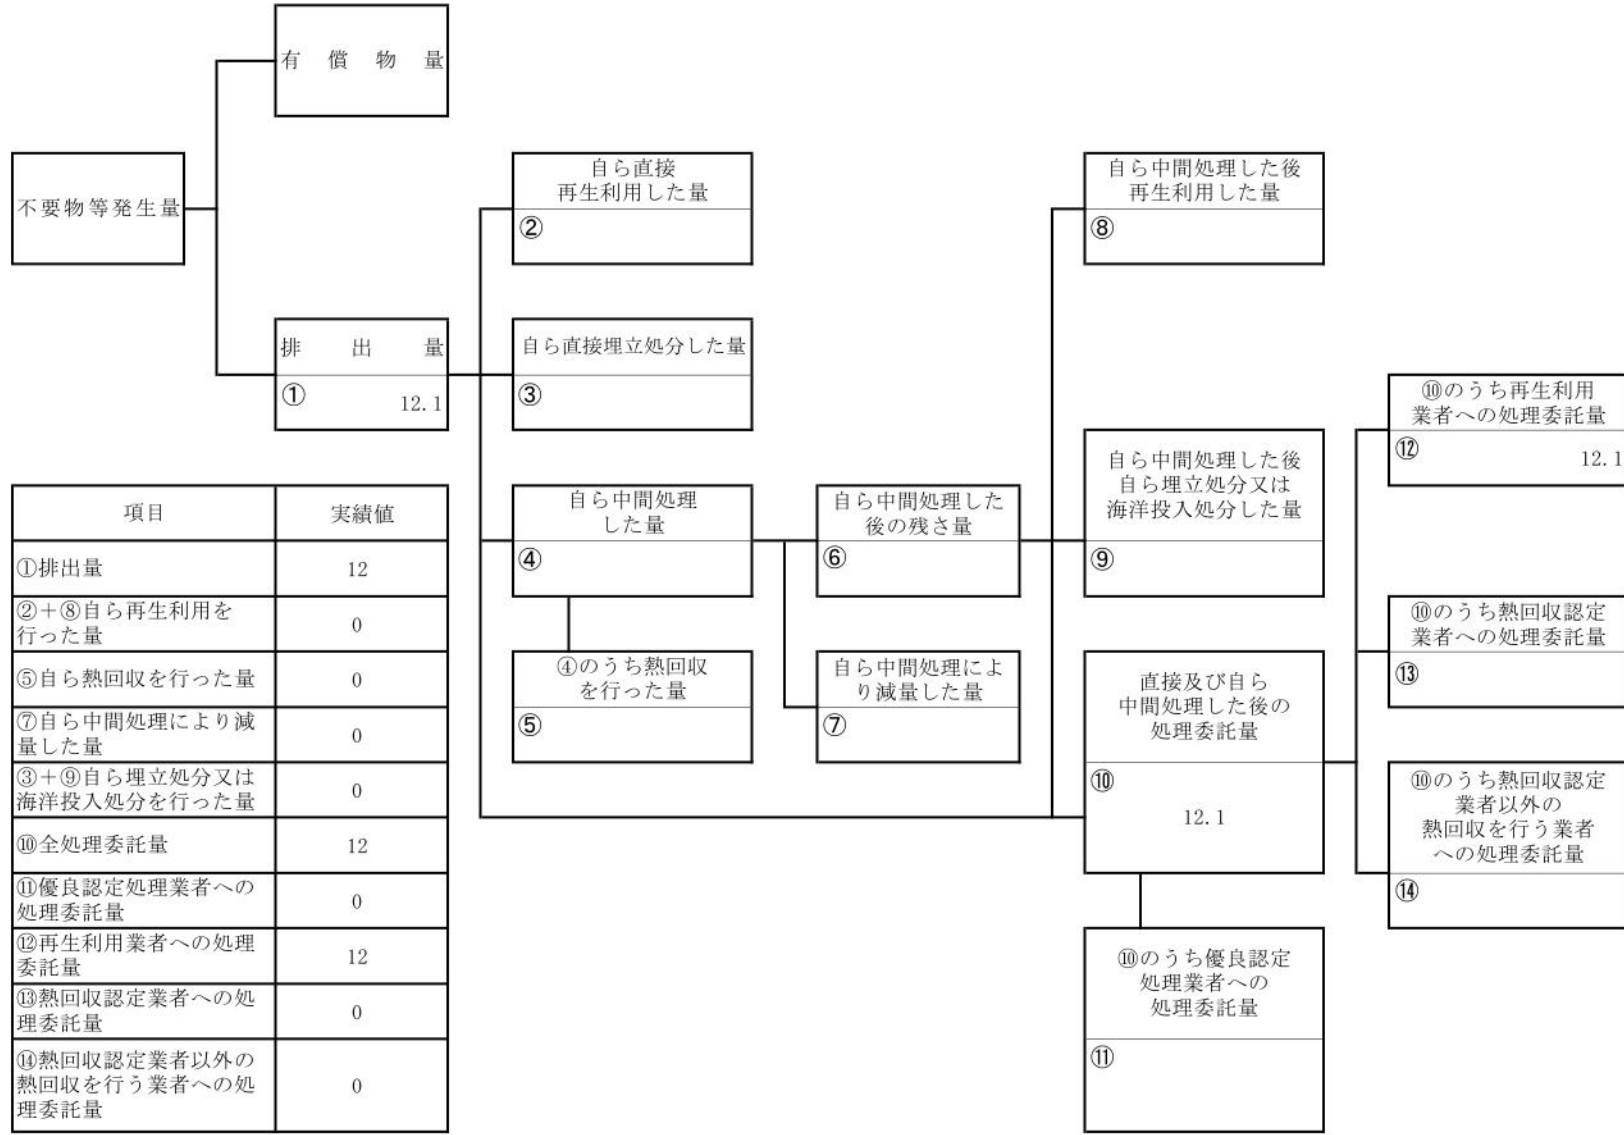 有償物量
不要物等発生量
排出量
①
12.1
自ら直接
再生利用した量
②
自ら直接埋立処分した量
③
自ら中間処理
した量
④
④のうち熱回収
を行った量
⑤
自ら中間処理した
後の残さ量
⑥
自ら中間処理によ
り減量した量
⑦
自ら中間処理した後
再生利用した量
⑧
自ら中間処理した後
自ら埋立処分又は
海洋投入処分した量
⑨
直接及び自ら
中間処理した後の
処理委託量
⑩
12.1
⑩のうち優良認定
処理業者への
処理委託量
⑪
⑩のうち再生利用
業者への処理委託量
⑫
12.1
⑩のうち熱回収認定
業者への処理委託量
⑬
⑩のうち熱回収認定
業者以外の
熱回収を行う業者
への処理委託量
⑭
項目 実績値
①排出量 12
②＋⑧自ら再生利用を
行った量 0
⑤自ら熱回収を行った量 0
⑦自ら中間処理により減
量した量 0
③＋⑨自ら埋立処分又は
海洋投入処分を行った量 0
⑩全処理委託量 12
⑪優良認定処理業者への
処理委託量 0
⑫再生利用業者への処理
委託量 12
⑬熱回収認定業者への処
理委託量 0
⑭熱回収認定業者以外の
熱回収を行う業者への処
理委託量 0